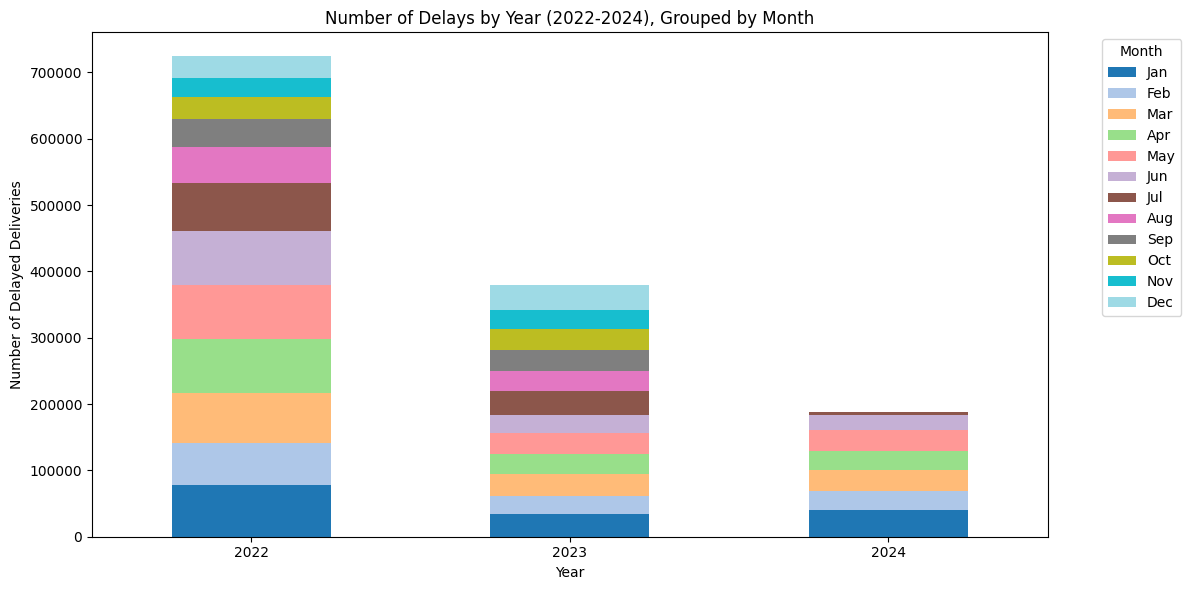 Number of Delays by Year (2022-2024), Grouped by Month
Number of Delayed Deliveries
700000
600000
500000
400000
300000
200000
100000
0
2022
2023
2024
Year
Month
Jan
Feb
Mar
Apr
May
Jun
Jul
Aug
Sep
Oct
Nov
Dec